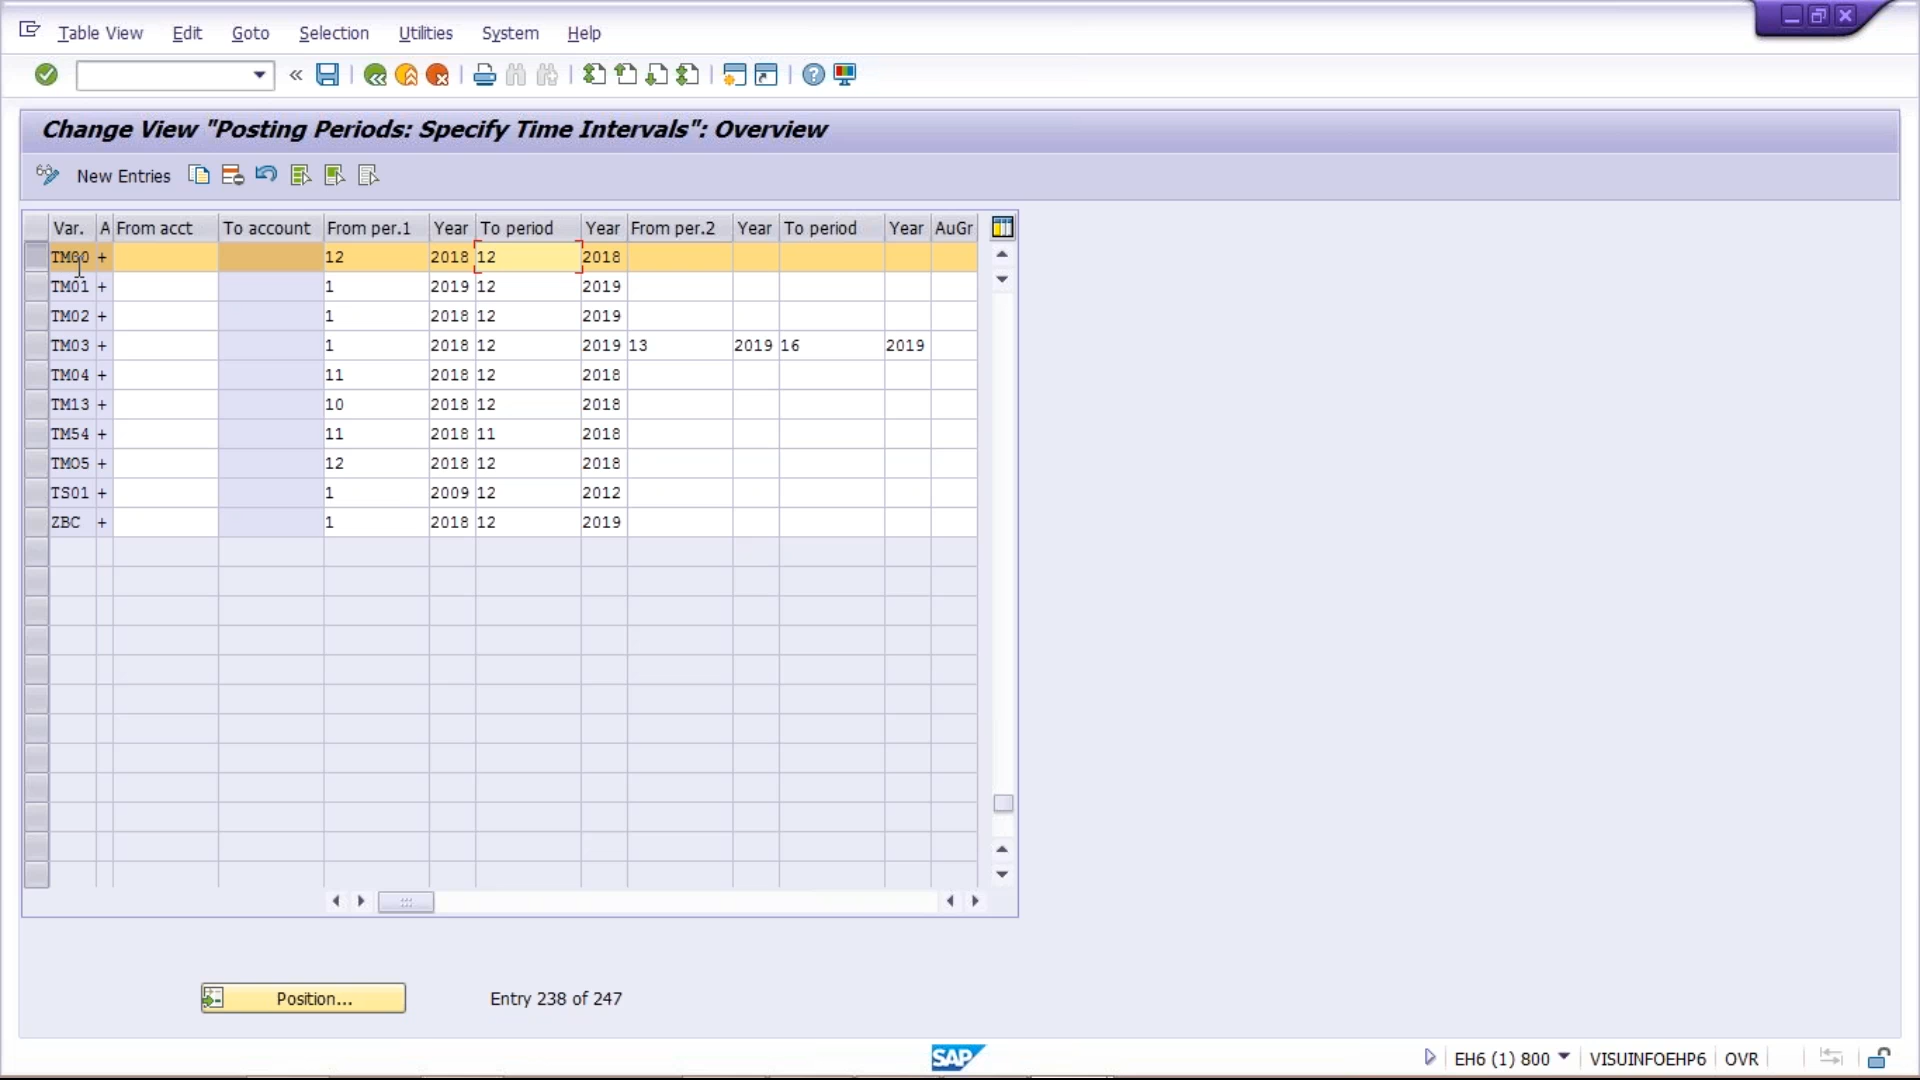 Table View Edit Goto Selection Utilities System Help
Change View "Posting Periods: Specify Time Intervals": Overview
New Entries
Var. A From acct To account From per.1 Year To period Year From per.2 Year To period Year AuGr
TM00 + 12 2018 12 2018
TM01 + 1 2019 12 2019
TM02 + 1 2018 12 2019
TM03 + 1 2018 12 2019 13 2019 16 2019
TM04 + 11 2018 12 2018
TM13 + 10 2018 12 2018
TM54 + 11 2018 11 2018
TMO5 + 12 2018 12 2018
TS01 + 1 2009 12 2012
ZBC + 1 2018 12 2019
Position... Entry 238 of 247
SAP EH6 (1) 800 VISUINFOEHP6 OVR